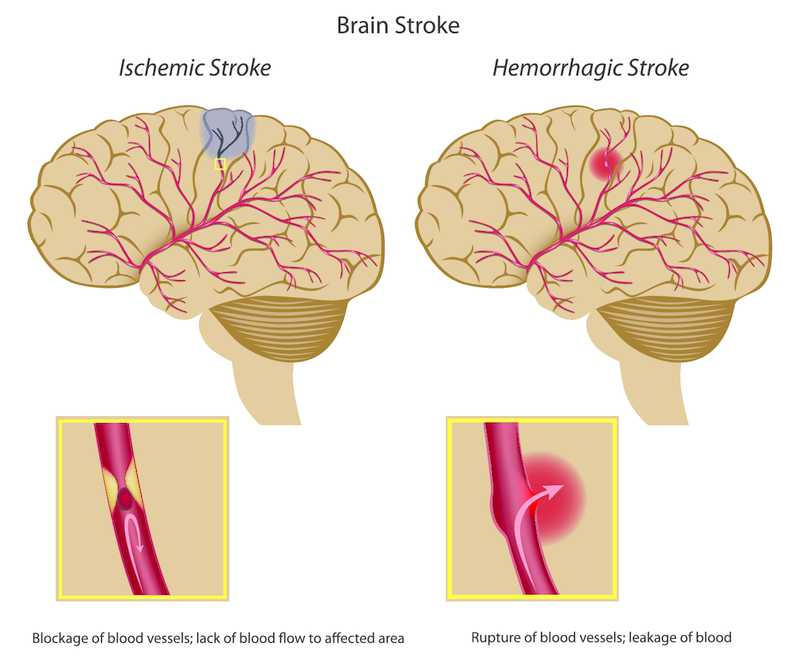 Brain Stroke
Ischemic Stroke
Hemorrhagic Stroke
Blockage of blood vessels; lack of blood flow to affected area
Rupture of blood vessels; leakage of blood